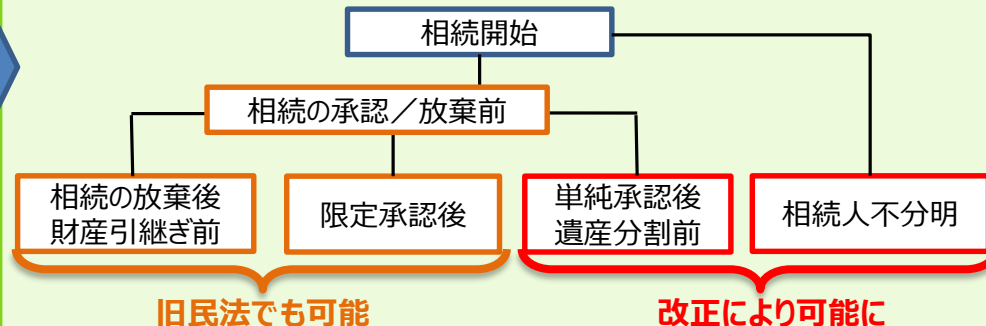 相続開始
相続の承認／放棄前
相続の放棄後
財産引継ぎ前
限定承認後
単純承認後
遺産分割前
相続人不分明
旧民法でも可能
改正により可能に